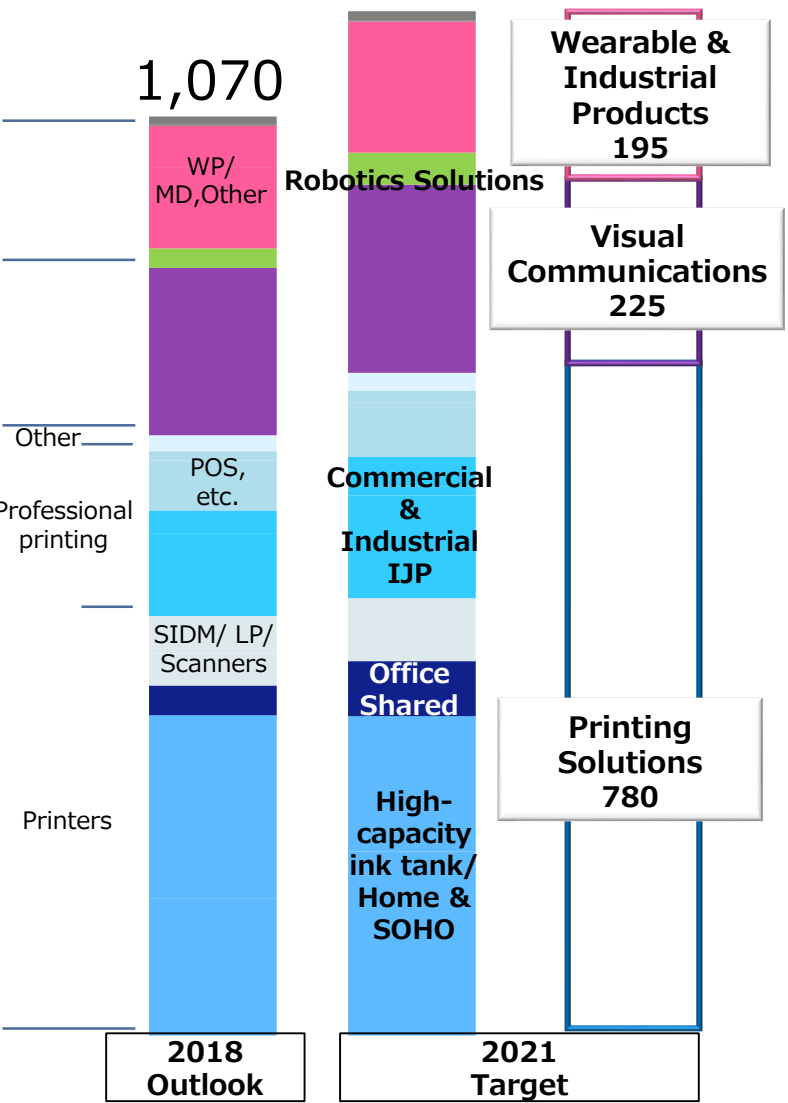 1,070
WP/
MD,Other
Robotics Solutions
Wearable &
Industrial
Products
195
Visual
Communications
225
Other
POS,
etc.
Professional
printing
Commercial
&
Industrial
IJP
SIDM/ LP/
Scanners
Office
Shared
Printing
Solutions
780
Printers
High-
capacity
ink tank/
Home &
SOHO
2018
Outlook
2021
Target